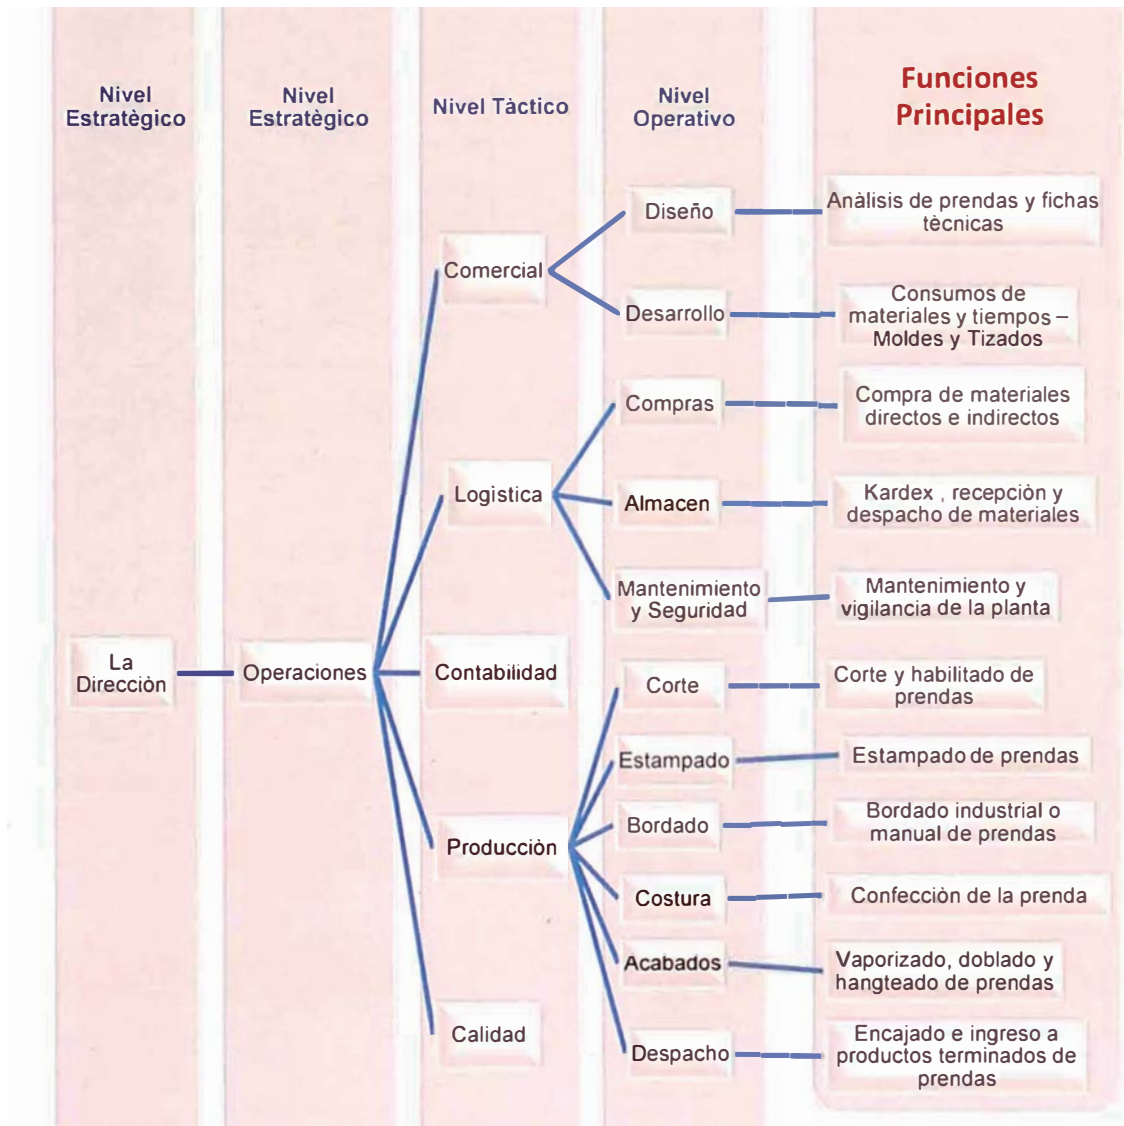 Nivel
Estratègico
Nivel
Estratègico
Nivel Tàctico
Nivel
Operativo
Funciones
Principales
La
Direcciòn
Operaciones
Comercial
Diseño
Anàlisis de prendas y fichas
tècnicas
Desarrollo
Consumos de
materiales y tiempos –
Moldes y Tizados
Logìstica
Compras
Compra de materiales
directos e indirectos
Almacen
Kardex , recepciòn y
despacho de materiales
Mantenimiento
y Seguridad
Mantenimiento y
vigilancia de la planta
Contabilidad
Producciòn
Corte
Corte y habilitado de
prendas
Estampado
Estampado de prendas
Bordado
Bordado industrial o
manual de prendas
Costura
Confecciòn de la prenda
Acabados
Vaporizado, doblado y
hangteado de prendas
Despacho
Encajado e ingreso a
productos terminados de
prendas
Calidad